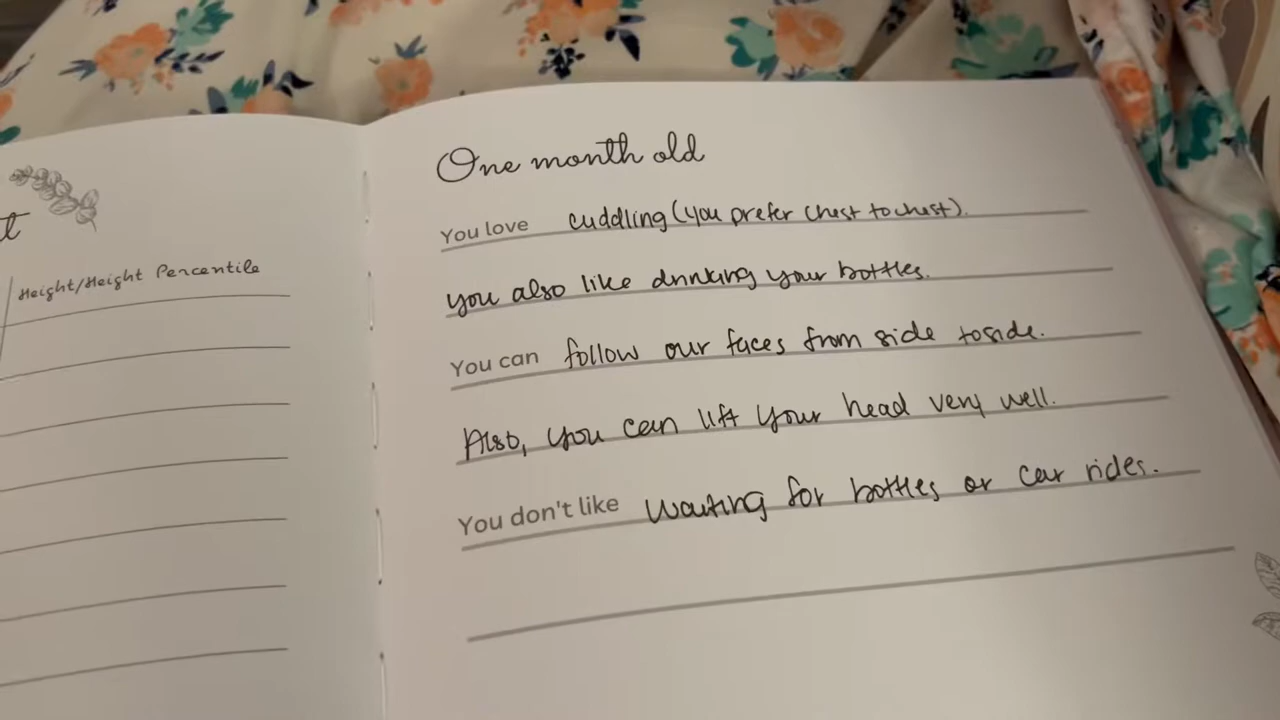 t
Height/Height Percentile
One month old
You love cuddling (you prefer chest to chest).
you also like drinking your bottles.
You can follow our faces from side to side.
Also, you can lift your head very well.
You don't like waiting for bottles or car rides.